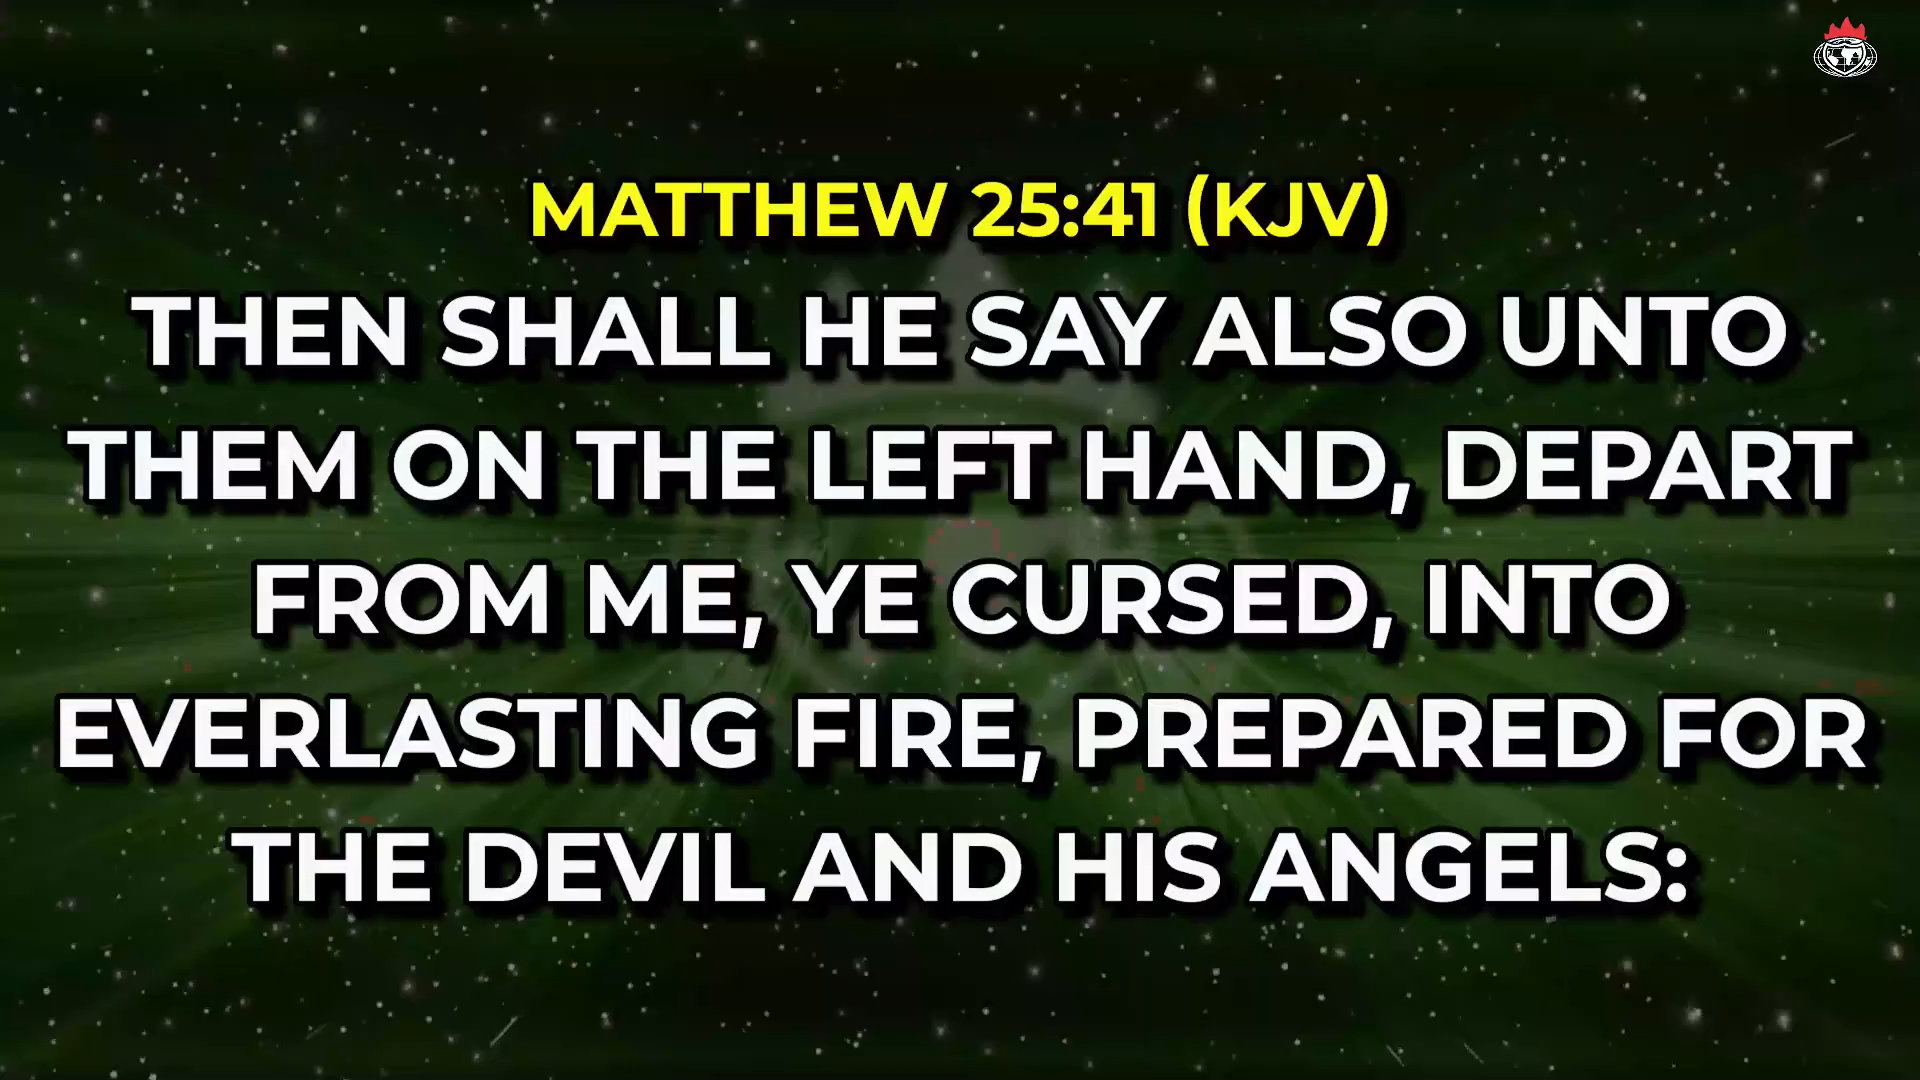 MATTHEW 25:41 (KJV)
THEN SHALL HE SAY ALSO UNTO
THEM ON THE LEFT HAND, DEPART
FROM ME, YE CURSED, INTO
EVERLASTING FIRE, PREPARED FOR
THE DEVIL AND HIS ANGELS: